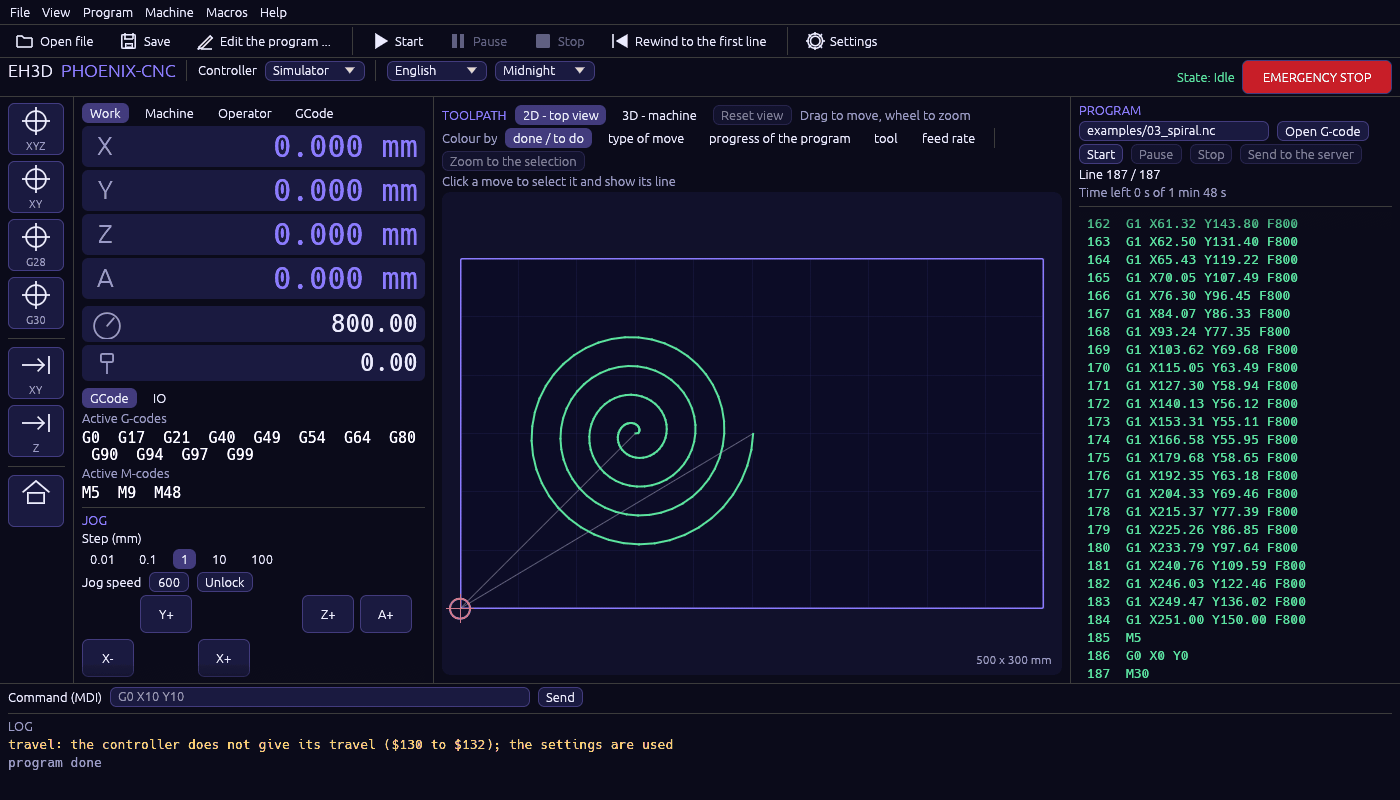 File View Program Machine Macros Help
Open file Save Edit the program ... Start Pause Stop Rewind to the first line Settings
EH3D PHOENIX-CNC Controller Simulator English Midnight State: Idle EMERGENCY STOP
XYZ
XY
G28
G30
XY
Z
Work Machine Operator GCode
X 0.000 mm
Y 0.000 mm
Z 0.000 mm
A 0.000 mm
800.00
0.00
GCode IO
Active G-codes
G0 G17 G21 G40 G49 G54 G64 G80
G90 G94 G97 G99
Active M-codes
M5 M9 M48
JOG
Step (mm)
0.01 0.1 1 10 100
Jog speed 600 Unlock
Y+ Z+ A+
X- X+
TOOLPATH 2D - top view 3D - machine Reset view Drag to move, wheel to zoom
Colour by done / to do type of move progress of the program tool feed rate
Zoom to the selection
Click a move to select it and show its line
500 x 300 mm
PROGRAM
examples/03_spiral.nc Open G-code
Start Pause Stop Send to the server
Line 187 / 187
Time left 0 s of 1 min 48 s
162 G1 X61.32 Y143.80 F800
163 G1 X62.50 Y131.40 F800
164 G1 X65.43 Y119.22 F800
165 G1 X70.05 Y107.49 F800
166 G1 X76.30 Y96.45 F800
167 G1 X84.07 Y86.33 F800
168 G1 X93.24 Y77.35 F800
169 G1 X103.62 Y69.68 F800
170 G1 X115.05 Y63.49 F800
171 G1 X127.30 Y58.94 F800
172 G1 X140.13 Y56.12 F800
173 G1 X153.31 Y55.11 F800
174 G1 X166.58 Y55.95 F800
175 G1 X179.68 Y58.65 F800
176 G1 X192.35 Y63.18 F800
177 G1 X204.33 Y69.46 F800
178 G1 X215.37 Y77.39 F800
179 G1 X225.26 Y86.85 F800
180 G1 X233.79 Y97.64 F800
181 G1 X240.76 Y109.59 F800
182 G1 X246.03 Y122.46 F800
183 G1 X249.47 Y136.02 F800
184 G1 X251.00 Y150.00 F800
185 M5
186 G0 X0 Y0
187 M30
Command (MDI) G0 X10 Y10 Send
LOG
travel: the controller does not give its travel ($130 to $132); the settings are used
program done